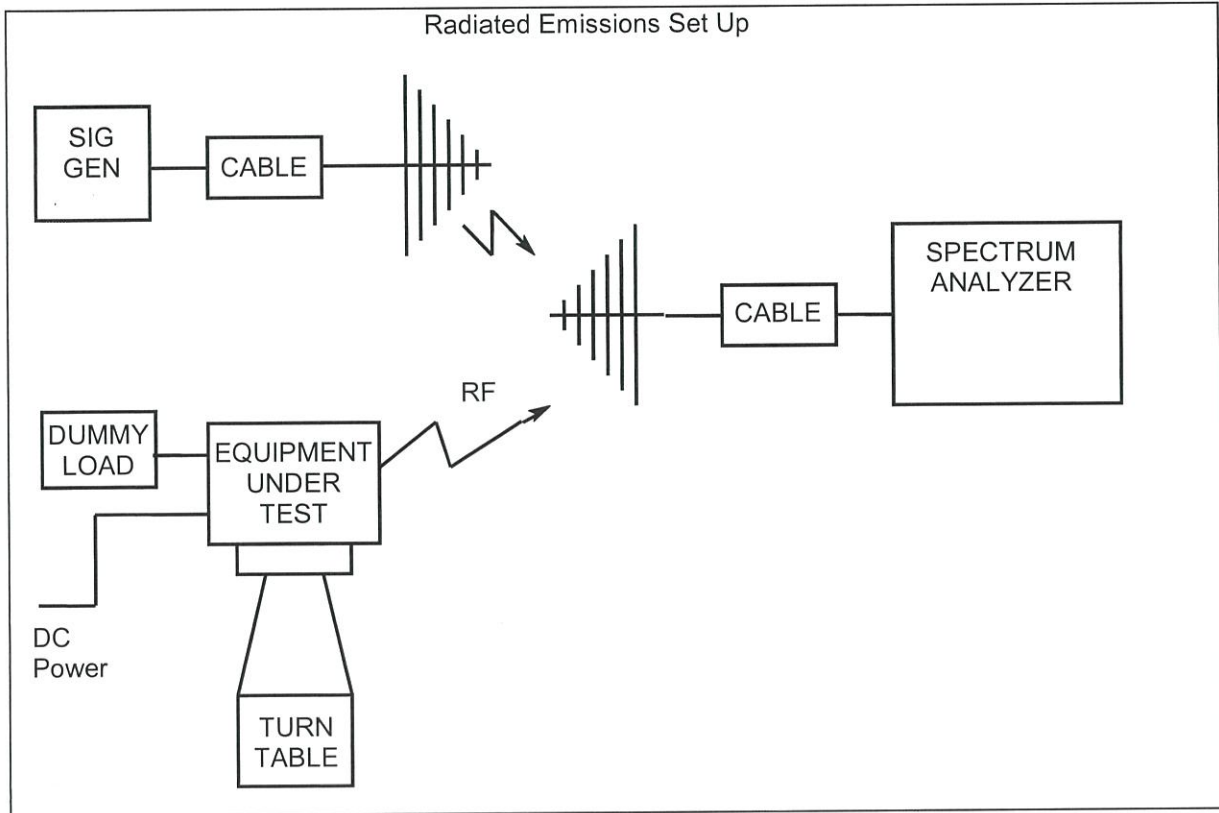 Radiated Emissions Set Up
SIG
GEN
CABLE
SPECTRUM
ANALYZER
CABLE
RF
DUMMY
LOAD
EQUIPMENT
UNDER
TEST
DC
Power
TURN
TABLE